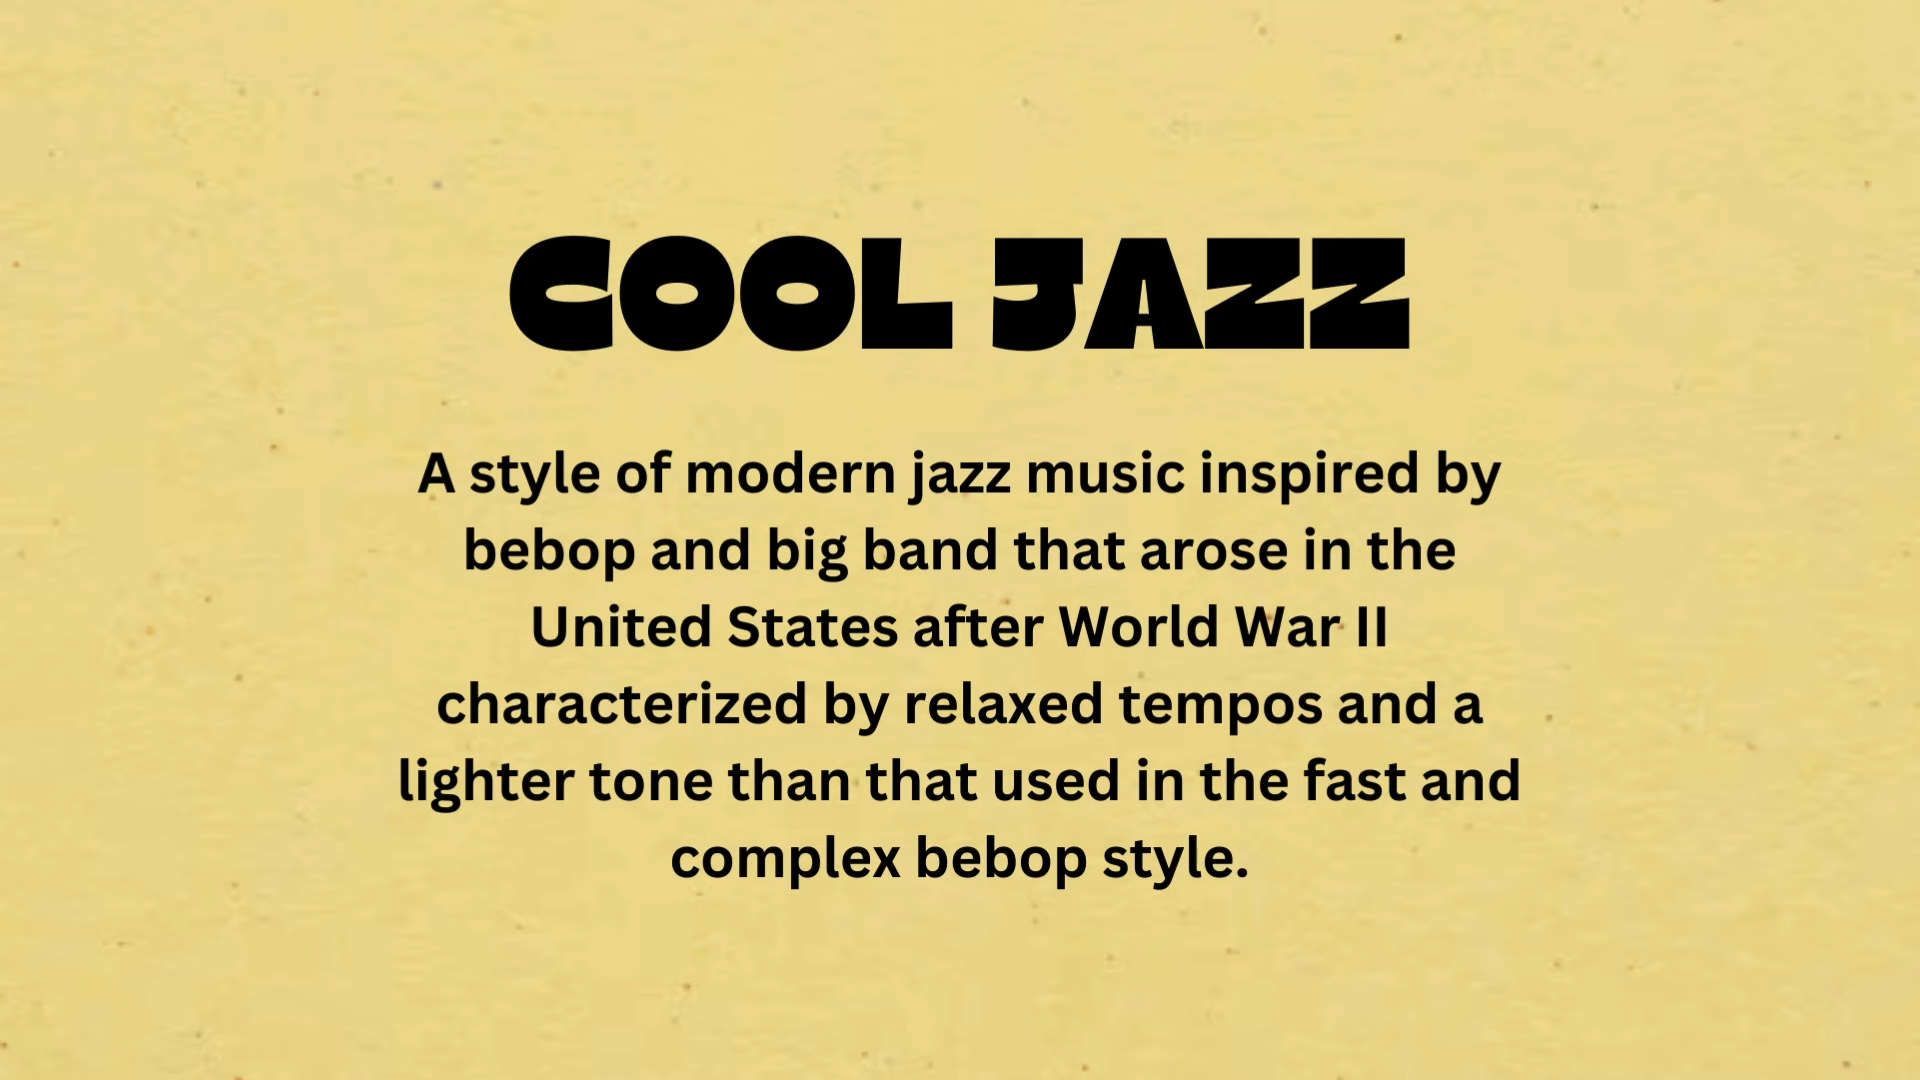 COOL JAZZ
A style of modern jazz music inspired by
bebop and big band that arose in the
United States after World War II
characterized by relaxed tempos and a
lighter tone than that used in the fast and
complex bebop style.